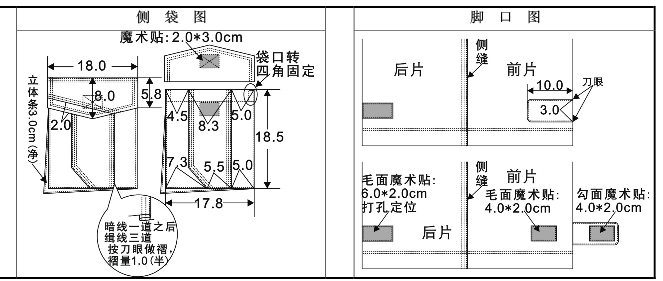 侧 袋 图
魔术贴:2.0*3.0cm
袋口转
四角固定
18.0
8.0
5.8
2.0
立体条3.0cm(净)
4.5
8.3
5.0
18.5
7.3
5.5
5.0
17.8
暗线一道之后
缉线三道
按刀眼做褶,
褶量1.0(半)
脚 口 图
后片
侧缝
前片
10.0
刀眼
3.0
毛面魔术贴:
6.0*2.0cm
打孔定位
侧缝
前片
毛面魔术贴:
4.0*2.0cm
勾面魔术贴:
4.0*2.0cm
后片